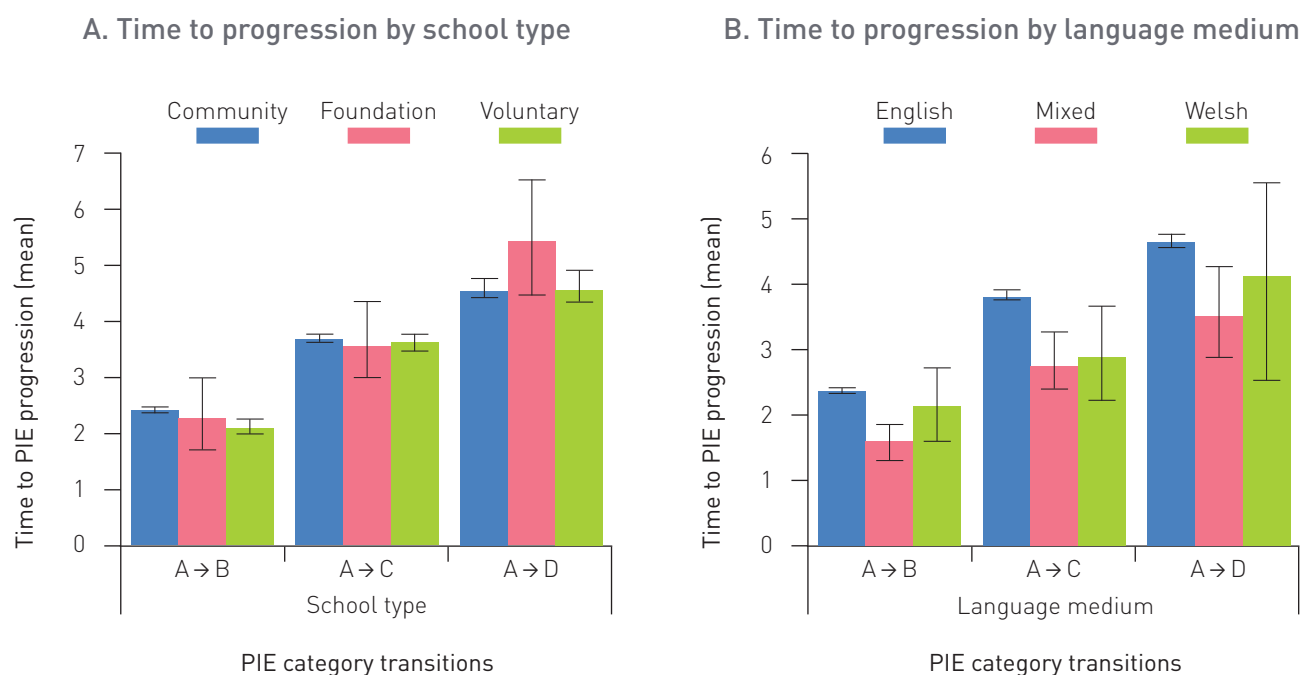 A. Time to progression by school type
Community Foundation Voluntary
7
6
5
4
3
2
1
0
Time to PIE progression (mean)
A → B A → C A → D
School type
PIE category transitions
B. Time to progression by language medium
English Mixed Welsh
6
5
4
3
2
1
0
Time to PIE progression (mean)
A → B A → C A → D
Language medium
PIE category transitions